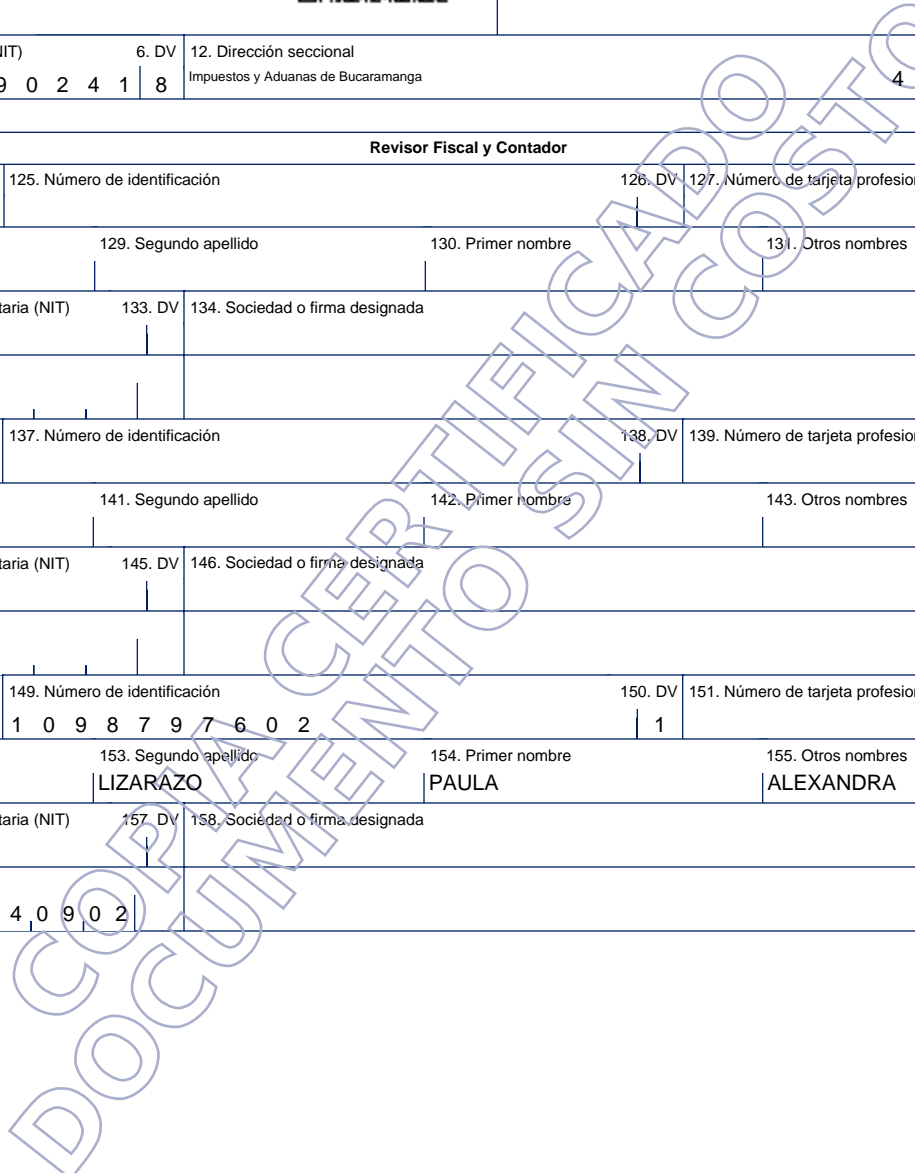 NIT) 6. DV 12. Dirección seccional
9 0 2 4 1 8 Impuestos y Aduanas de Bucaramanga 4
Revisor Fiscal y Contador
125. Número de identificación 126. DV 127. Número de tarjeta profesion
129. Segundo apellido 130. Primer nombre 131. Otros nombres
taria (NIT) 133. DV 134. Sociedad o firma designada
137. Número de identificación 138. DV 139. Número de tarjeta profesion
141. Segundo apellido 142. Primer nombre 143. Otros nombres
taria (NIT) 145. DV 146. Sociedad o firma designada
149. Número de identificación 150. DV 151. Número de tarjeta profesion
1 0 9 8 7 9 7 6 0 2 1
153. Segundo apellido 154. Primer nombre 155. Otros nombres
LIZARAZO PAULA ALEXANDRA
taria (NIT) 157. DV 158. Sociedad o firma designada
4 0 9 0 2
COPIA CERTIFICADO
DOCUMENTO SIN COSTO